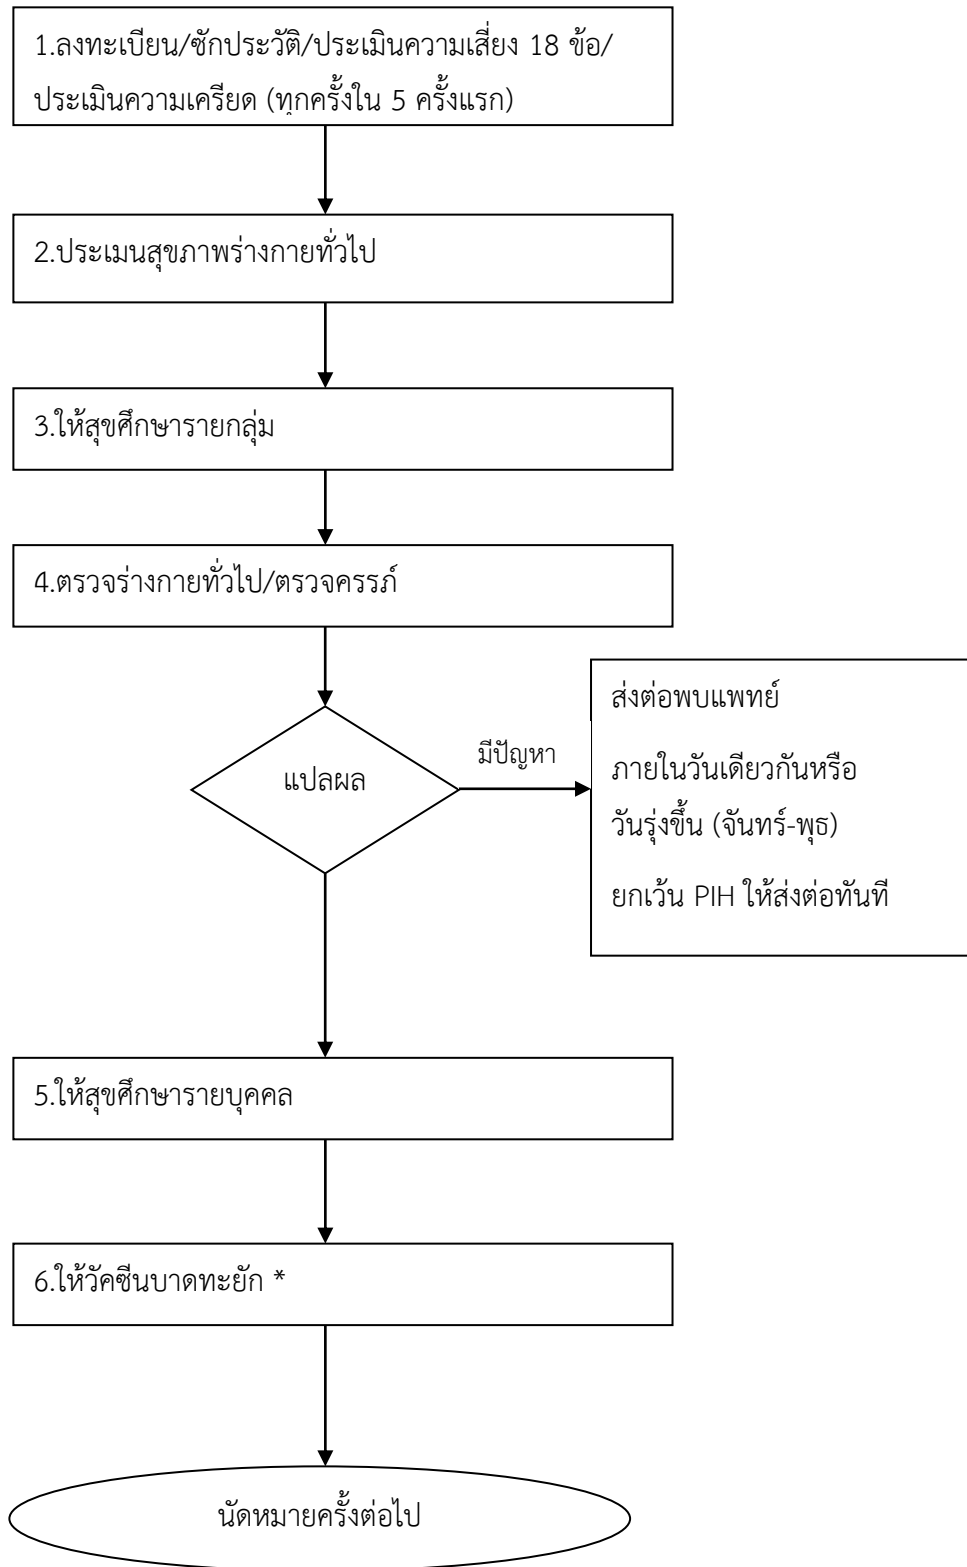 1.ลงทะเบียน/ซักประวัติ/ประเมินความเสี่ยง 18 ข้อ/
ประเมินความเครียด (ทุกครั้งใน 5 ครั้งแรก)
2.ประเมนสุขภาพร่างกายทั่วไป
3.ให้สุขศึกษารายกลุ่ม
4.ตรวจร่างกายทั่วไป/ตรวจครรภ์
แปลผล
มีปัญหา
ส่งต่อพบแพทย์
ภายในวันเดียวกันหรือ
วันรุ่งขึ้น (จันทร์-พุธ)
ยกเว้น PIH ให้ส่งต่อทันที
5.ให้สุขศึกษารายบุคคล
6.ให้วัคซีนบาดทะยัก *
นัดหมายครั้งต่อไป